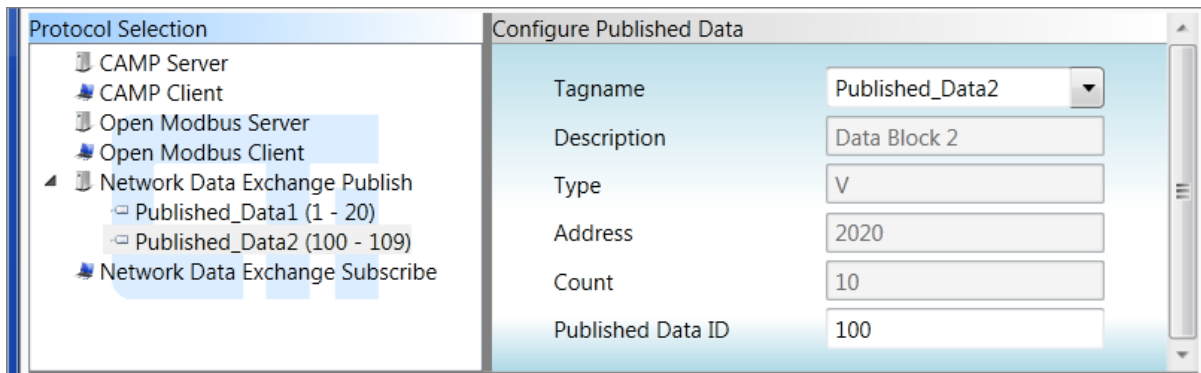 Protocol Selection
CAMP Server
CAMP Client
Open Modbus Server
Open Modbus Client
Network Data Exchange Publish
Published_Data1 (1 - 20)
Published_Data2 (100 - 109)
Network Data Exchange Subscribe
Configure Published Data
Tagname Published_Data2
Description Data Block 2
Type V
Address 2020
Count 10
Published Data ID 100